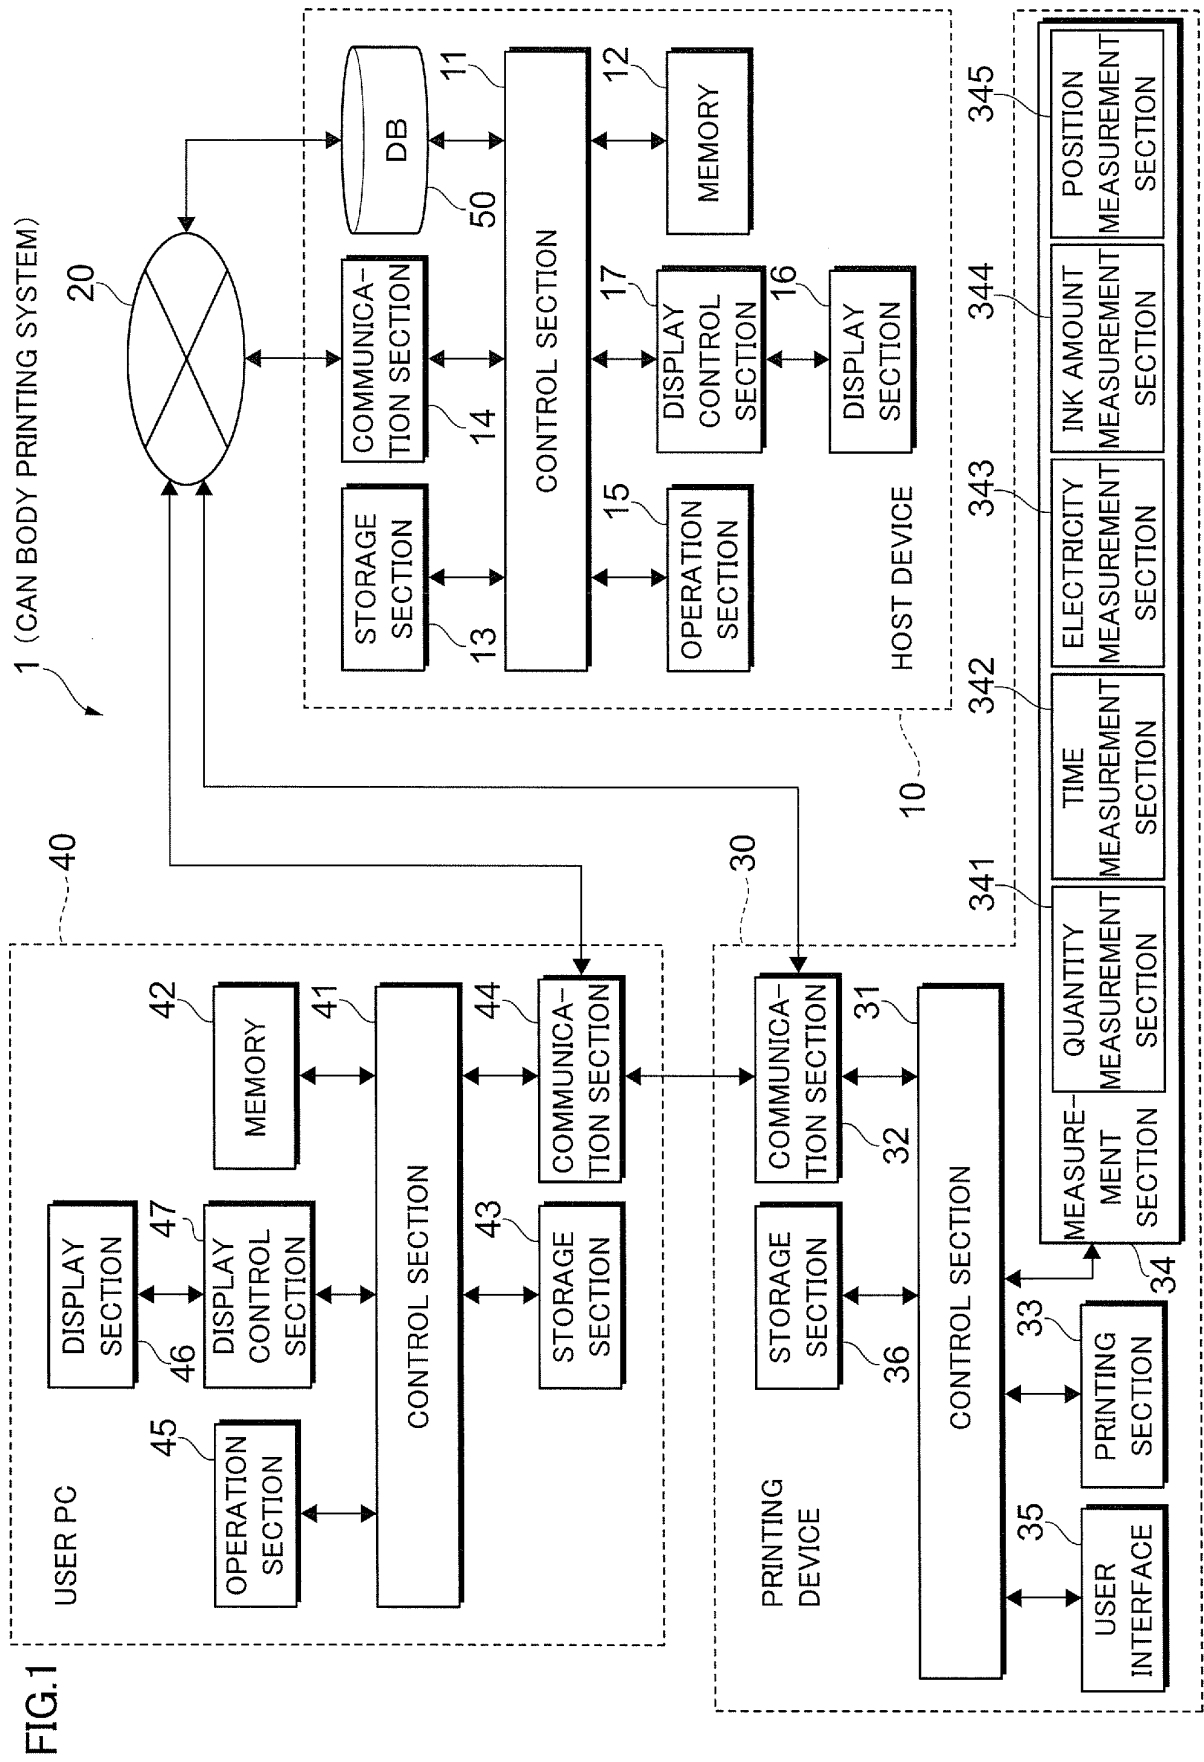 FIG.1
1 (CAN BODY PRINTING SYSTEM)
20
40
USER PC
DISPLAY
SECTION
46
DISPLAY
CONTROL
SECTION
47
OPERATION
SECTION
45
MEMORY
42
CONTROL SECTION
41
STORAGE
SECTION
43
COMMUNICA-
TION SECTION
44
10
HOST DEVICE
STORAGE
SECTION
13
COMMUNICA-
TION SECTION
14
DB
50
CONTROL SECTION
11
OPERATION
SECTION
15
DISPLAY
CONTROL
SECTION
17
DISPLAY
SECTION
16
MEMORY
12
30
PRINTING
DEVICE
STORAGE
SECTION
36
COMMUNICA-
TION SECTION
32
CONTROL SECTION
31
USER
INTERFACE
35
PRINTING
SECTION
33
MEASURE-
MENT
SECTION
34
QUANTITY
MEASUREMENT
SECTION
341
TIME
MEASUREMENT
SECTION
342
ELECTRICITY
MEASUREMENT
SECTION
343
INK AMOUNT
MEASUREMENT
SECTION
344
POSITION
MEASUREMENT
SECTION
345